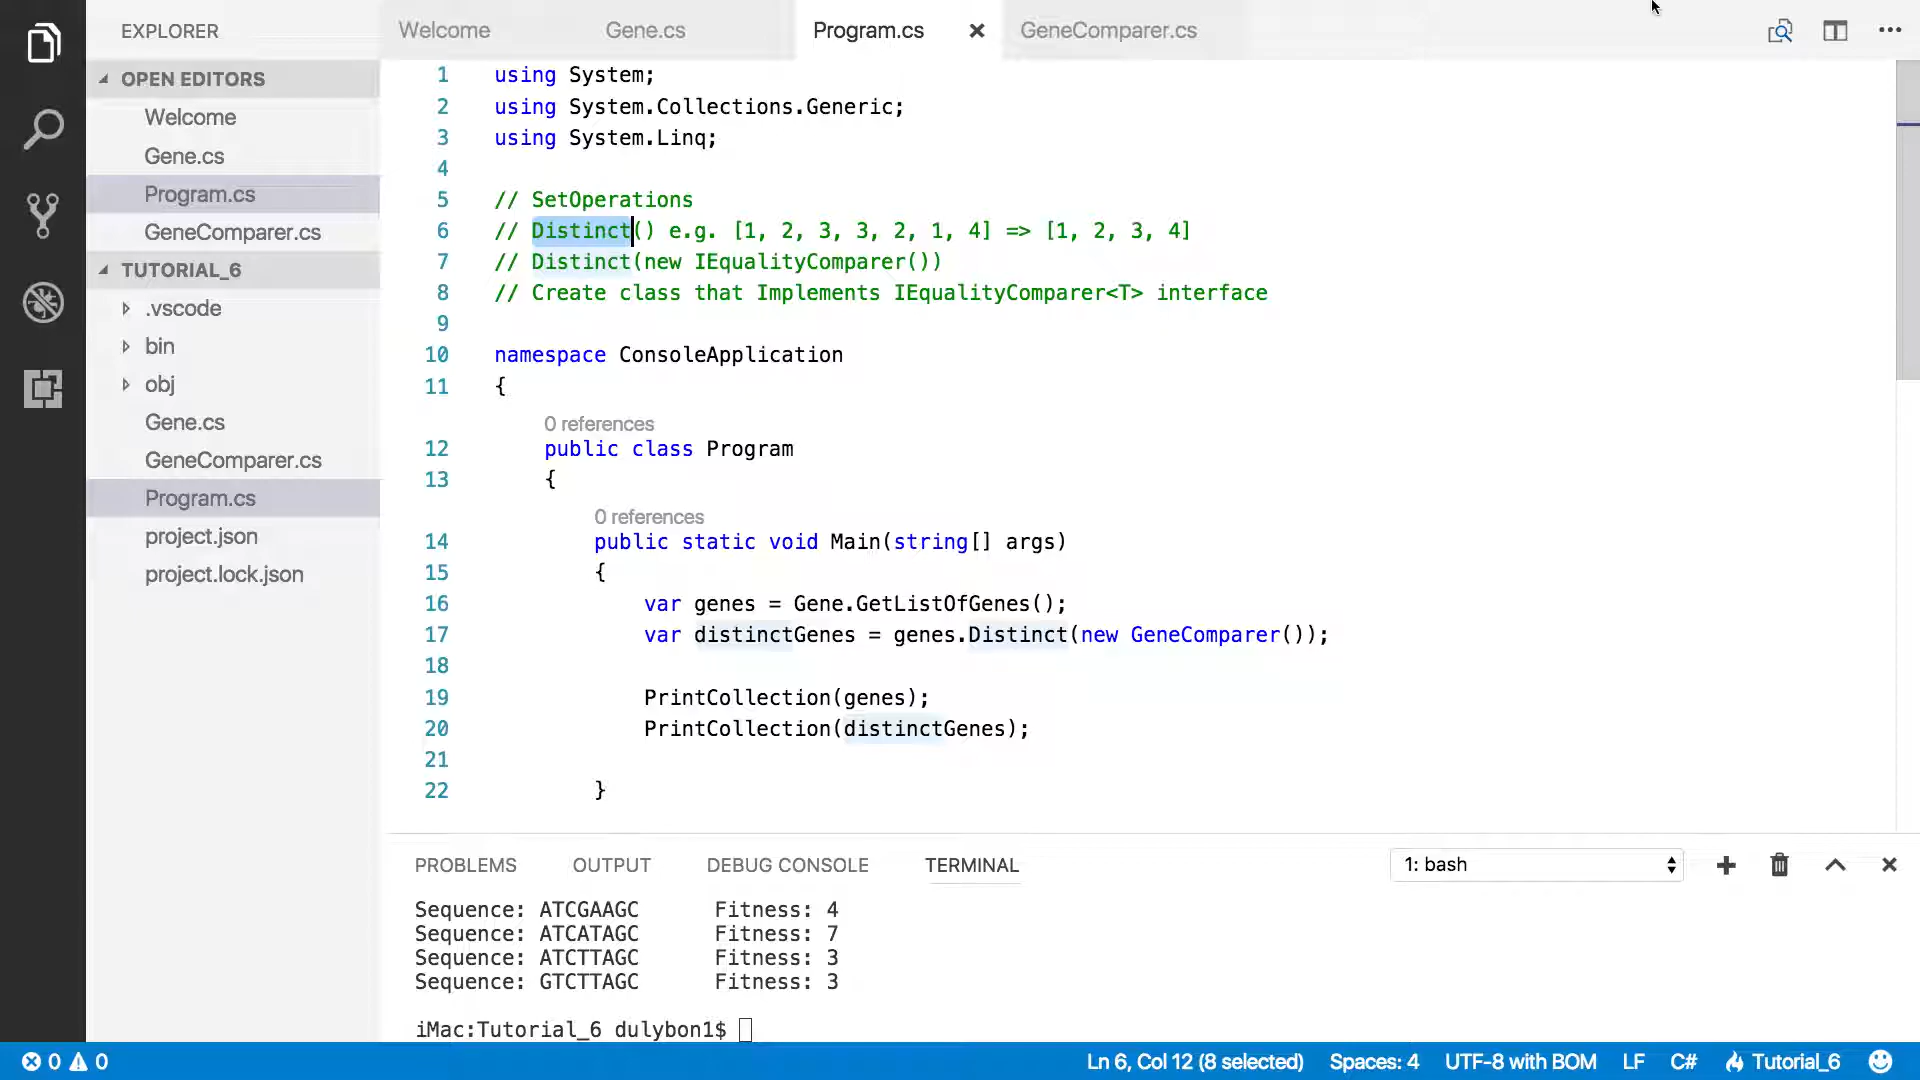 EXPLORER
OPEN EDITORS
Welcome
Gene.cs
Program.cs
GeneComparer.cs
TUTORIAL_6
.vscode
bin
obj
Gene.cs
GeneComparer.cs
Program.cs
project.json
project.lock.json
Welcome Gene.cs Program.cs GeneComparer.cs
1 using System;
2 using System.Collections.Generic;
3 using System.Linq;
4
5 // SetOperations
6 // Distinct() e.g. [1, 2, 3, 3, 2, 1, 4] => [1, 2, 3, 4]
7 // Distinct(new IEqualityComparer())
8 // Create class that Implements IEqualityComparer<T> interface
9
10 namespace ConsoleApplication
11 {
0 references
12 public class Program
13 {
0 references
14 public static void Main(string[] args)
15 {
16 var genes = Gene.GetListOfGenes();
17 var distinctGenes = genes.Distinct(new GeneComparer());
18
19 PrintCollection(genes);
20 PrintCollection(distinctGenes);
21
22 }
PROBLEMS OUTPUT DEBUG CONSOLE TERMINAL 1: bash
Sequence: ATCGAAGC Fitness: 4
Sequence: ATCATAGC Fitness: 7
Sequence: ATCTTAGC Fitness: 3
Sequence: GTCTTAGC Fitness: 3
iMac:Tutorial_6 dulybon1$
0 0 Ln 6, Col 12 (8 selected) Spaces: 4 UTF-8 with BOM LF C# Tutorial_6